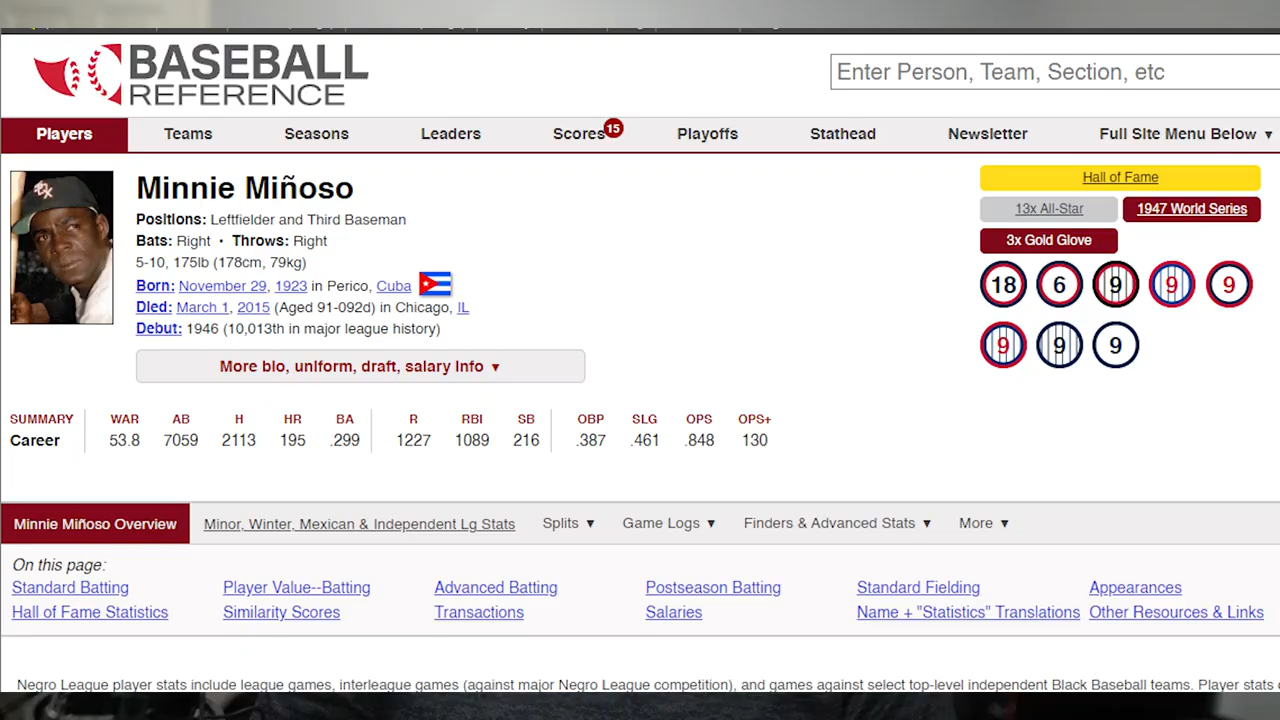 BASEBALL
REFERENCE
Enter Person, Team, Section, etc
Players Teams Seasons Leaders Scores 15 Playoffs Stathead Newsletter Full Site Menu Below ▼
Minnie Miñoso
Positions: Leftfielder and Third Baseman
Bats: Right • Throws: Right
5-10, 175lb (178cm, 79kg)
Born: November 29, 1923 in Perico, Cuba
Died: March 1, 2015 (Aged 91-092d) in Chicago, IL
Debut: 1946 (10,013th in major league history)
More bio, uniform, draft, salary info ▼
Hall of Fame
13x All-Star 1947 World Series
3x Gold Glove
18 6 9 9 9
9 9 9
SUMMARY WAR AB H HR BA R RBI SB OBP SLG OPS OPS+
Career 53.8 7059 2113 195 .299 1227 1089 216 .387 .461 .848 130
Minnie Miñoso Overview Minor, Winter, Mexican & Independent Lg Stats Splits ▼ Game Logs ▼ Finders & Advanced Stats ▼ More ▼
On this page:
Standard Batting Player Value--Batting Advanced Batting Postseason Batting Standard Fielding Appearances
Hall of Fame Statistics Similarity Scores Transactions Salaries Name + "Statistics" Translations Other Resources & Links
Negro League player stats include league games, interleague games (against major Negro League competition), and games against select top-level independent Black Baseball teams. Player stats